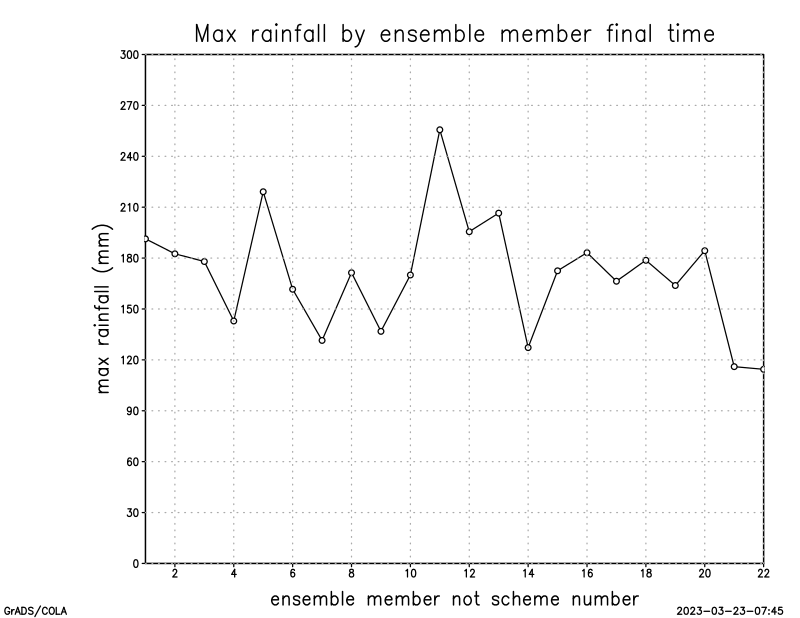 Max rainfall by ensemble member final time
300
270
240
210
180
150
120
90
60
30
0
max rainfall (mm)
2 4 6 8 10 12 14 16 18 20 22
ensemble member not scheme number
GrADS/COLA
2023-03-23-07:45